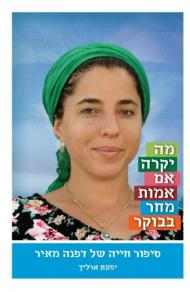 מה
יקרה
אם
אמות
מחר
בבוקר
סיפור חייה של דפנה מאיר
יפעת ארליך